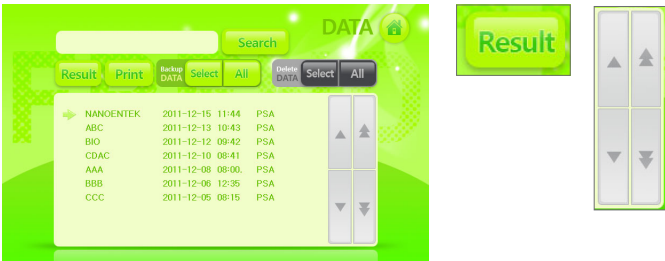 DATA
Search
Result Print Backup DATA Select All Delete DATA Select All
NANOENTEK 2011-12-15 11:44 PSA
ABC 2011-12-13 10:43 PSA
BIO 2011-12-12 09:42 PSA
CDAC 2011-12-10 08:41 PSA
AAA 2011-12-08 08:00. PSA
BBB 2011-12-06 12:35 PSA
CCC 2011-12-05 08:15 PSA
Result